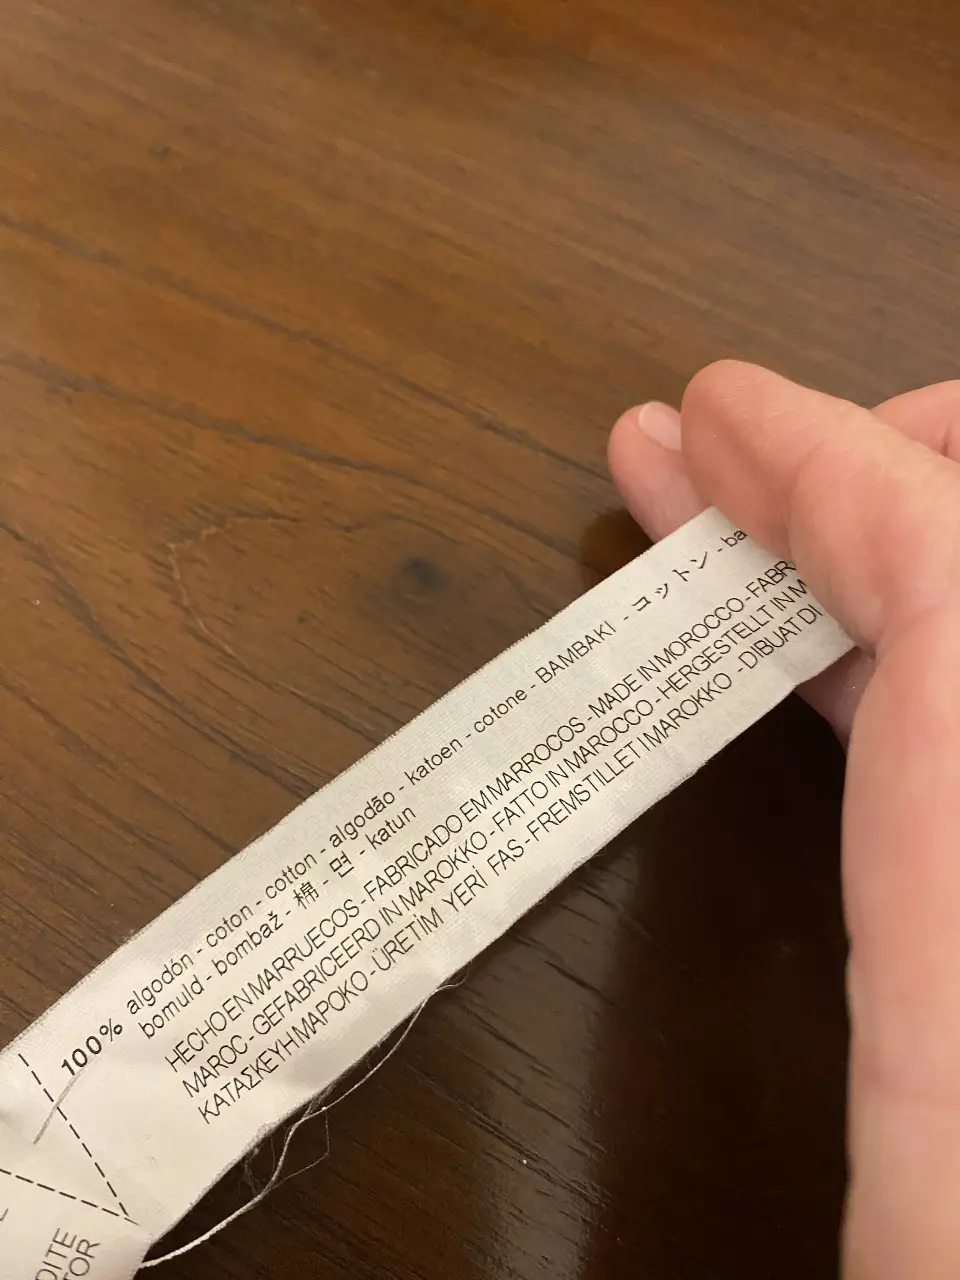 100% algodón - coton - cotton - algodão - katoen - cotone - BAMBAKI - コットン -
bomuld - bombaž - 棉 - 면 - katun
HECHO EN MARRUECOS - FABRICADO EM MARROCOS - MADE IN MOROCCO -
MAROC - GEFABRICEERD IN MAROKKO - FATTO IN MAROCCO - HERGESTELLT IN
ΚΑΤΑΣΚΕΥΗ ΜΑΡΟΚΟ - ÜRETİM YERİ FAS - FREMSTILLET I MAROKKO - DIBUAT DI